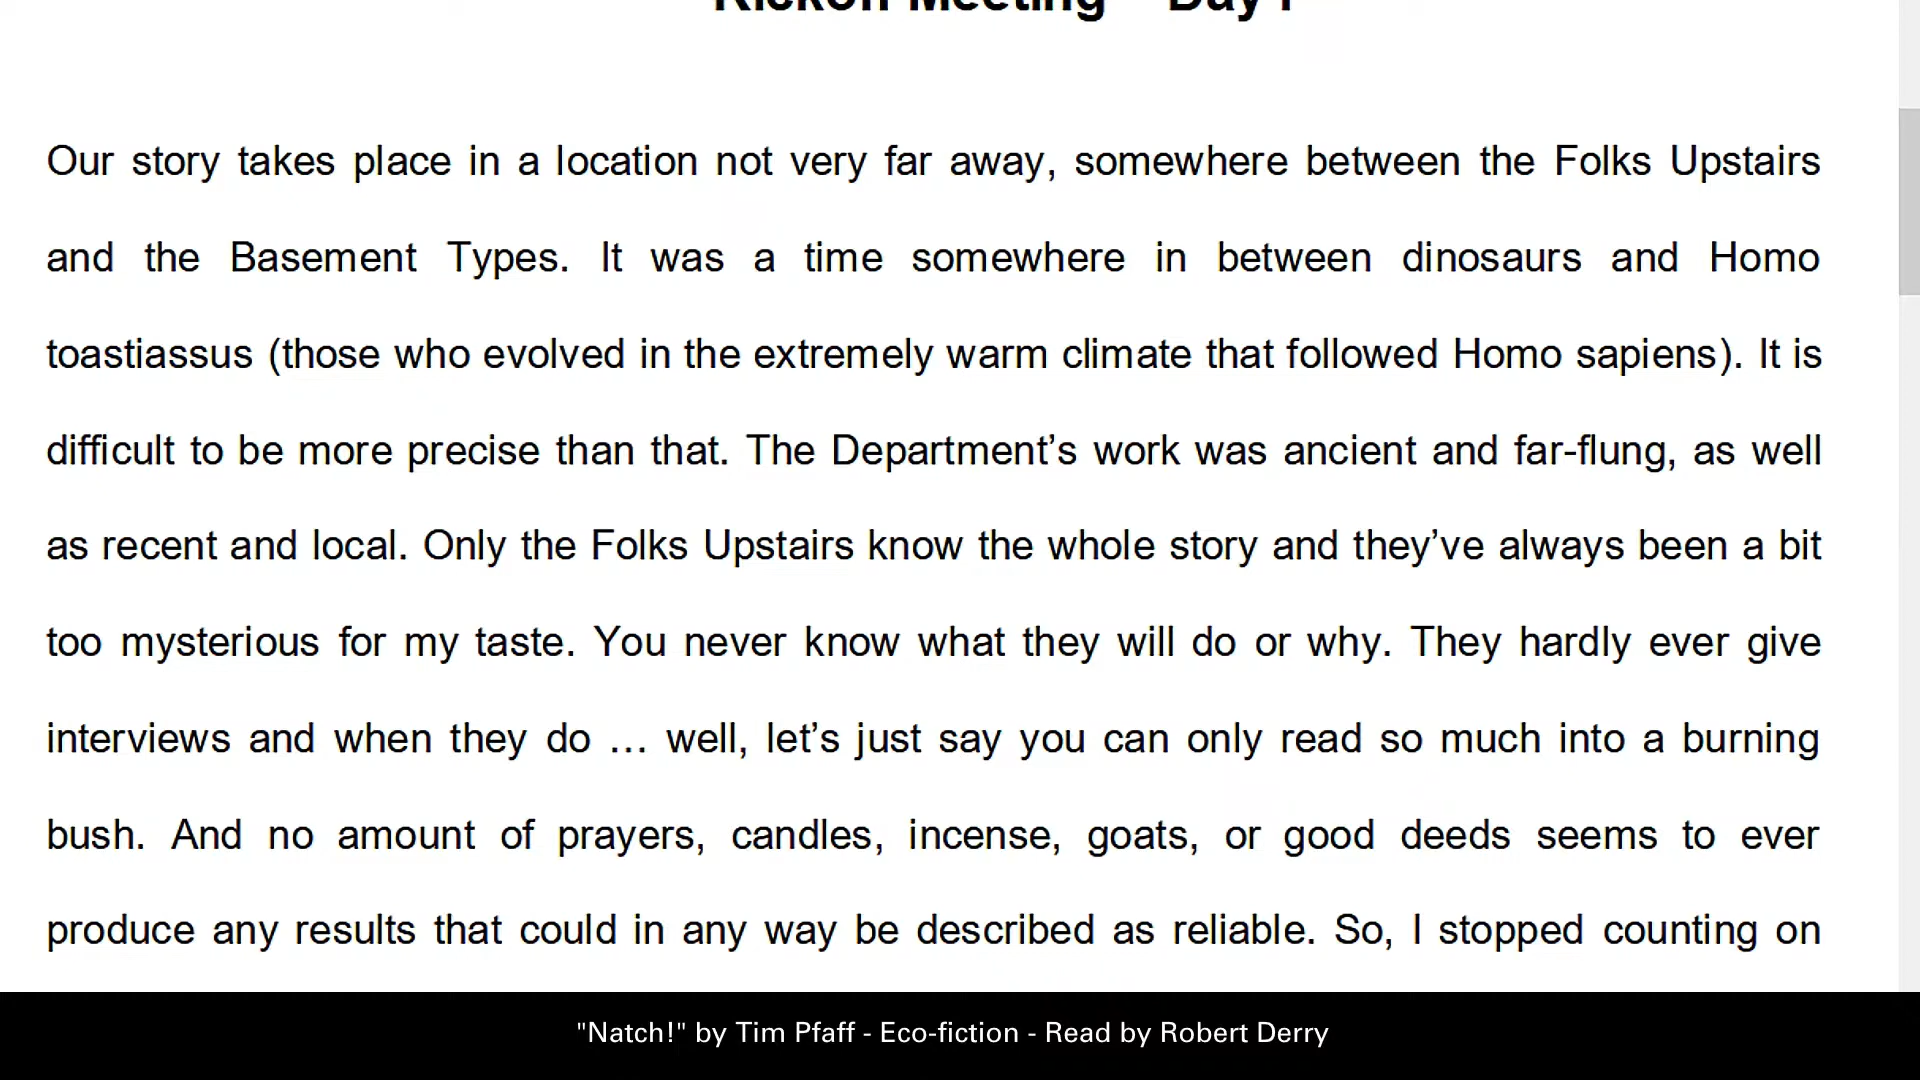 Kickoff Meeting – Day 1
Our story takes place in a location not very far away, somewhere between the Folks Upstairs
and the Basement Types. It was a time somewhere in between dinosaurs and Homo
toastiassus (those who evolved in the extremely warm climate that followed Homo sapiens). It is
difficult to be more precise than that. The Department’s work was ancient and far-flung, as well
as recent and local. Only the Folks Upstairs know the whole story and they’ve always been a bit
too mysterious for my taste. You never know what they will do or why. They hardly ever give
interviews and when they do … well, let’s just say you can only read so much into a burning
bush. And no amount of prayers, candles, incense, goats, or good deeds seems to ever
produce any results that could in any way be described as reliable. So, I stopped counting on
"Natch!" by Tim Pfaff - Eco-fiction - Read by Robert Derry